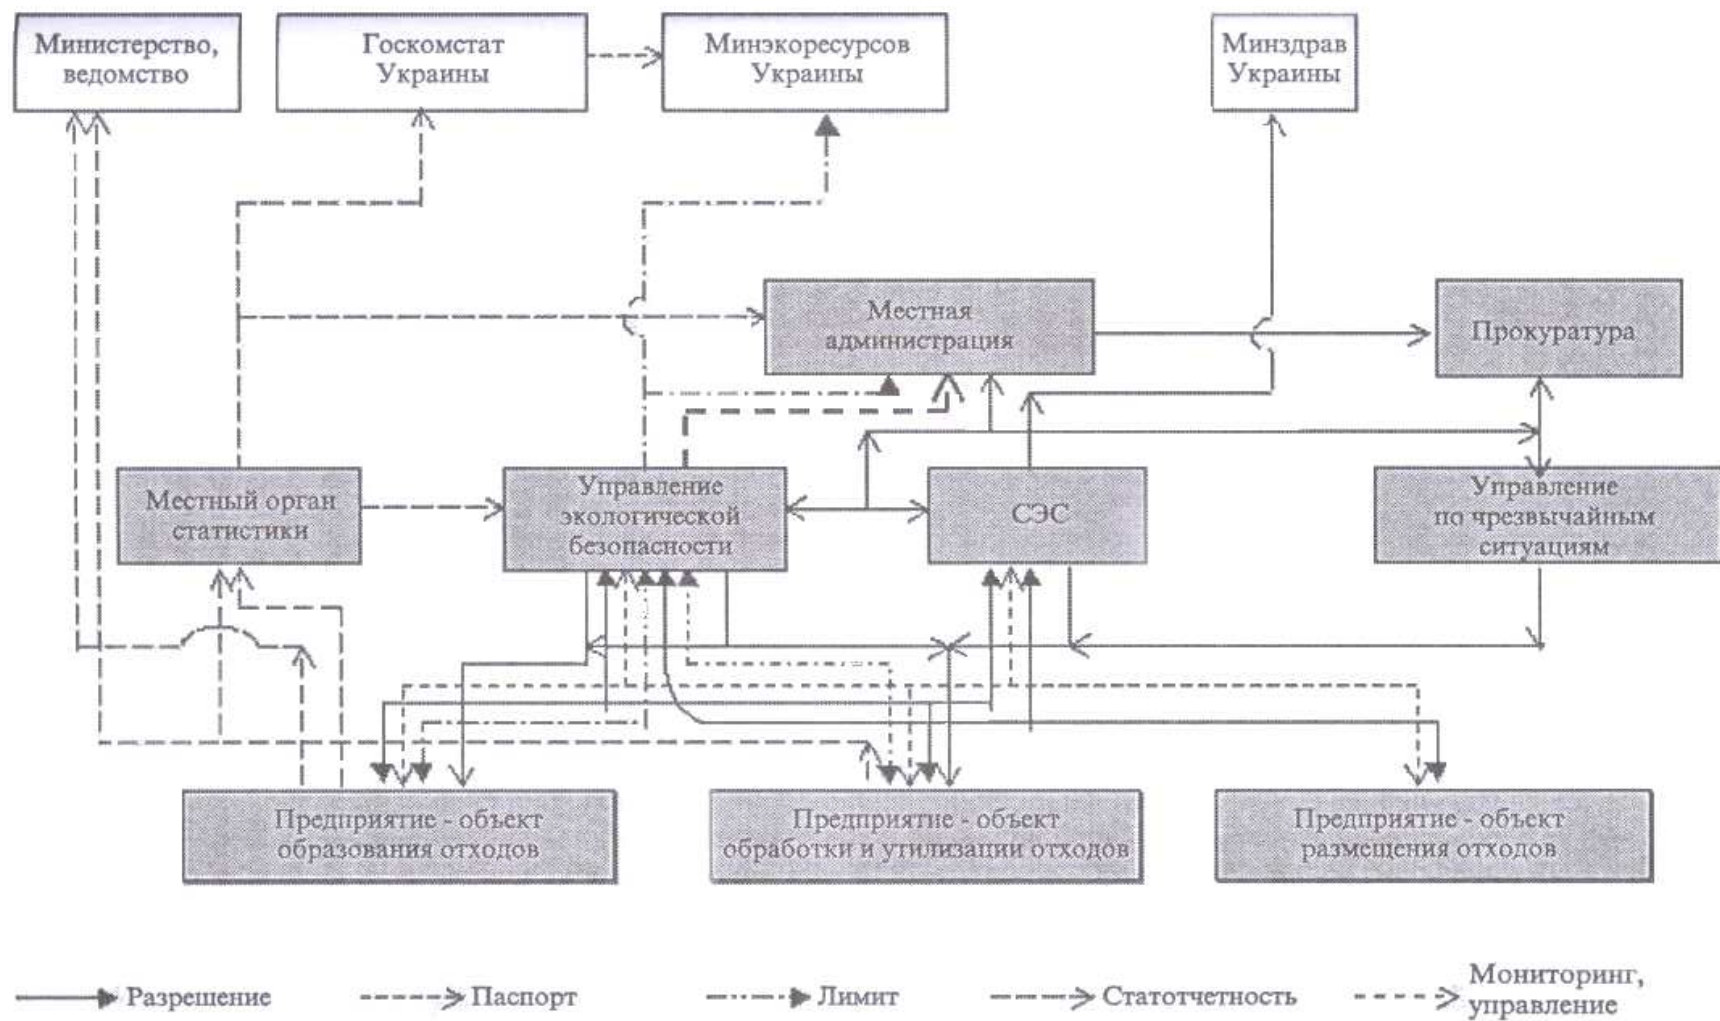 Министерство,
ведомство
Госкомстат
Украины
Минэкоресурсов
Украины
Минздрав
Украины
Местная
администрация
Прокуратура
Местный орган
статистики
Управление
экологической
безопасности
СЭС
Управление
по чрезвычайным
ситуациям
Предприятие - объект
образования отходов
Предприятие - объект
обработки и утилизации отходов
Предприятие - объект
размещения отходов
Разрешение
Паспорт
Лимит
Статотчетность
Мониторинг,
управление